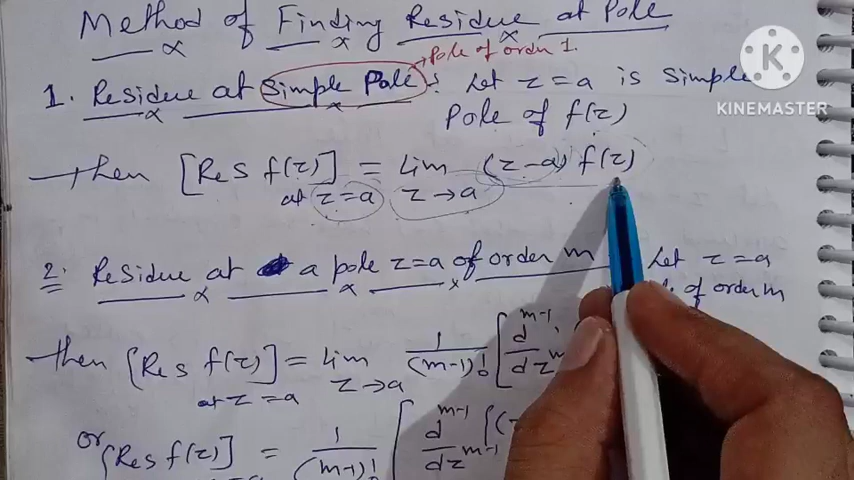 Method of Finding Residue at Pole
Pole of order 1.
KINEMASTER
1. Residue at Simple Pole : Let z = a is Simple
Pole of f(z)
then [Res f(z)] = lim (z-a) f(z)
at z=a z→a
2. Residue at a pole z=a of order m Let z = a
of order m
then [Res f(z)] = lim 1/(m-1)! [d^m-1/dz^m
at z=a z→a
or [Res f(z)] = 1/(m-1)! [d^m-1/dz^m-1 {(z-